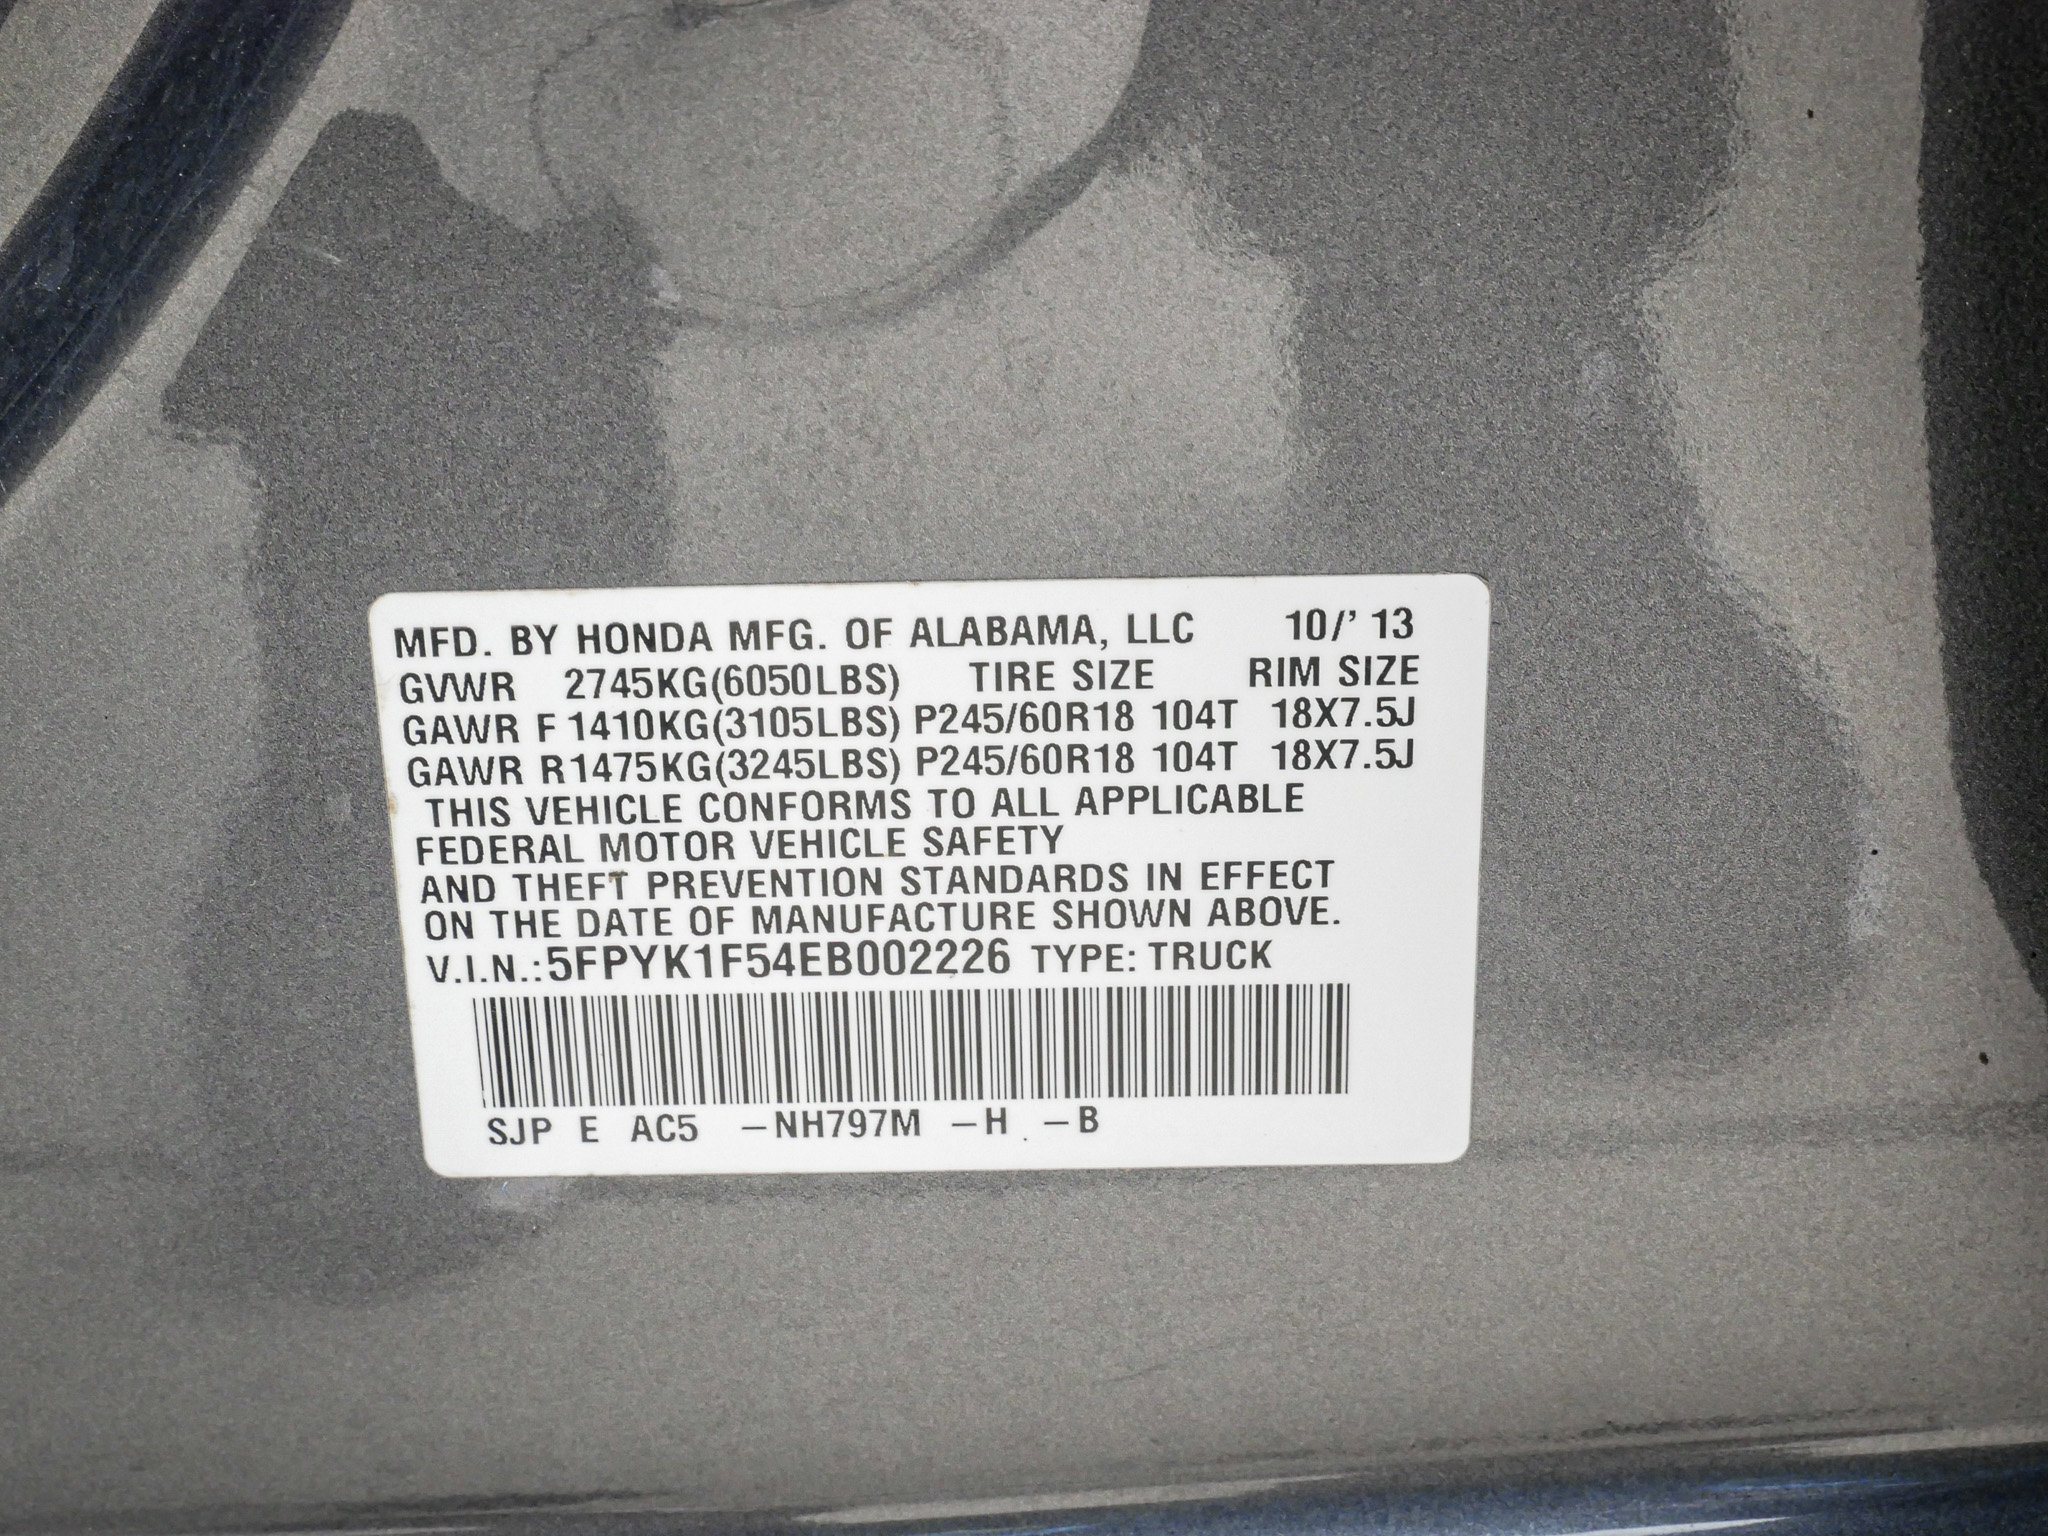 MFD. BY HONDA MFG. OF ALABAMA, LLC 10/' 13
GVWR 2745KG(6050LBS) TIRE SIZE RIM SIZE
GAWR F 1410KG(3105LBS) P245/60R18 104T 18X7.5J
GAWR R1475KG(3245LBS) P245/60R18 104T 18X7.5J
THIS VEHICLE CONFORMS TO ALL APPLICABLE
FEDERAL MOTOR VEHICLE SAFETY
AND THEFT PREVENTION STANDARDS IN EFFECT
ON THE DATE OF MANUFACTURE SHOWN ABOVE.
V.I.N.:5FPYK1F54EB002226 TYPE: TRUCK
SJP E AC5 –NH797M –H –B